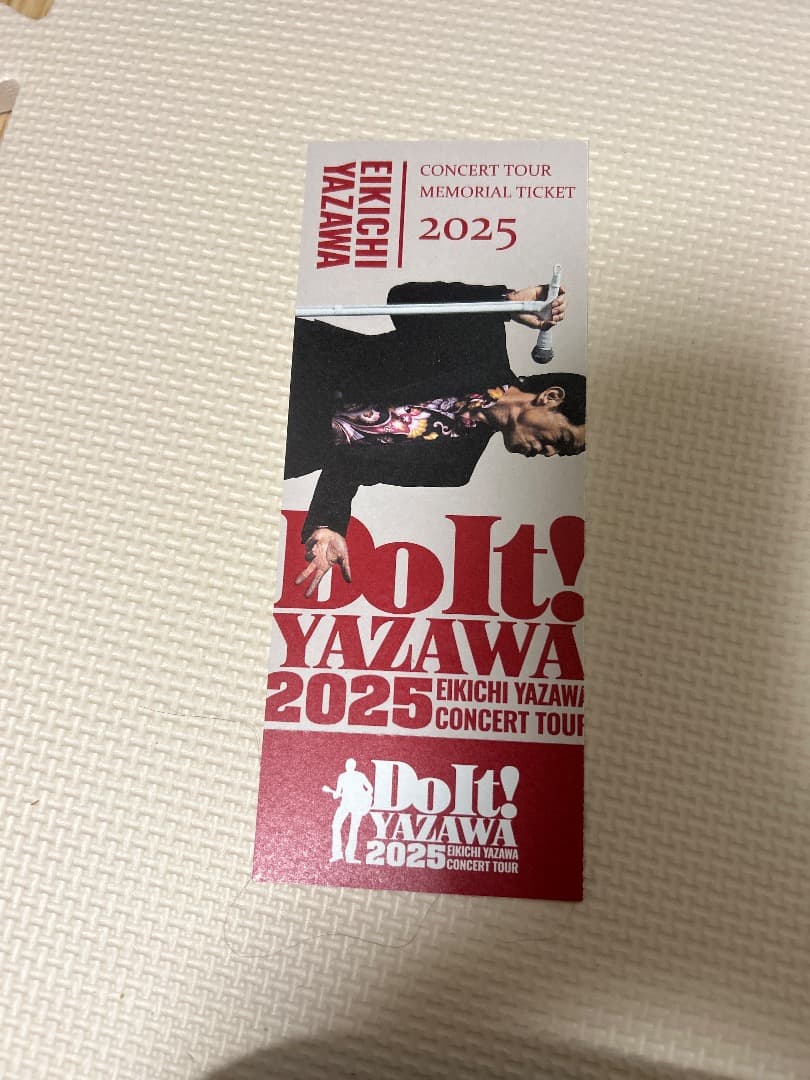 EIKICHI
YAZAWA
CONCERT TOUR
MEMORIAL TICKET
2025
Do It!
YAZAWA
2025 EIKICHI YAZAWA
CONCERT TOUR
Do It!
YAZAWA
2025 EIKICHI YAZAWA
CONCERT TOUR